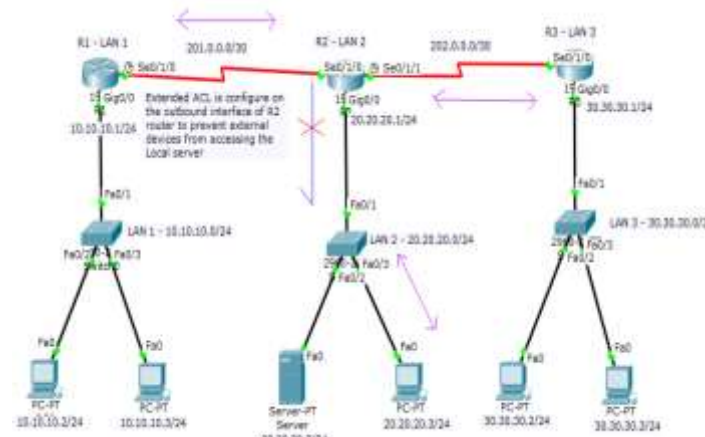 R1 - LAN 1
201.0.0.0/30
R2 - LAN 2
202.0.0.0/30
R3 - LAN 3
Se0/1/0
Se0/1/0
Se0/1/1
Se0/1/0
Gig0/0
10.10.10.1/24
Extended ACL is configure on
the outbound interface of R2
router to prevent external
devices from accessing the
Local server
Gig0/0
20.20.20.1/24
Gig0/0
30.30.30.1/24
Fa0/1
Fa0/1
Fa0/1
LAN 1 - 10.10.10.0/24
LAN 2 - 20.20.20.0/24
LAN 3 - 30.30.30.0/2
Fa0/2
Fa0/3
Fa0/3
Fa0/2
Fa0/3
Fa0/2
Fa0
Fa0
Fa0
Fa0
Fa0
Fa0
PC-PT
10.10.10.2/24
PC-PT
10.10.10.3/24
Server-PT
Server
PC-PT
20.20.20.3/24
PC-PT
30.30.30.2/24
PC-PT
30.30.30.3/24